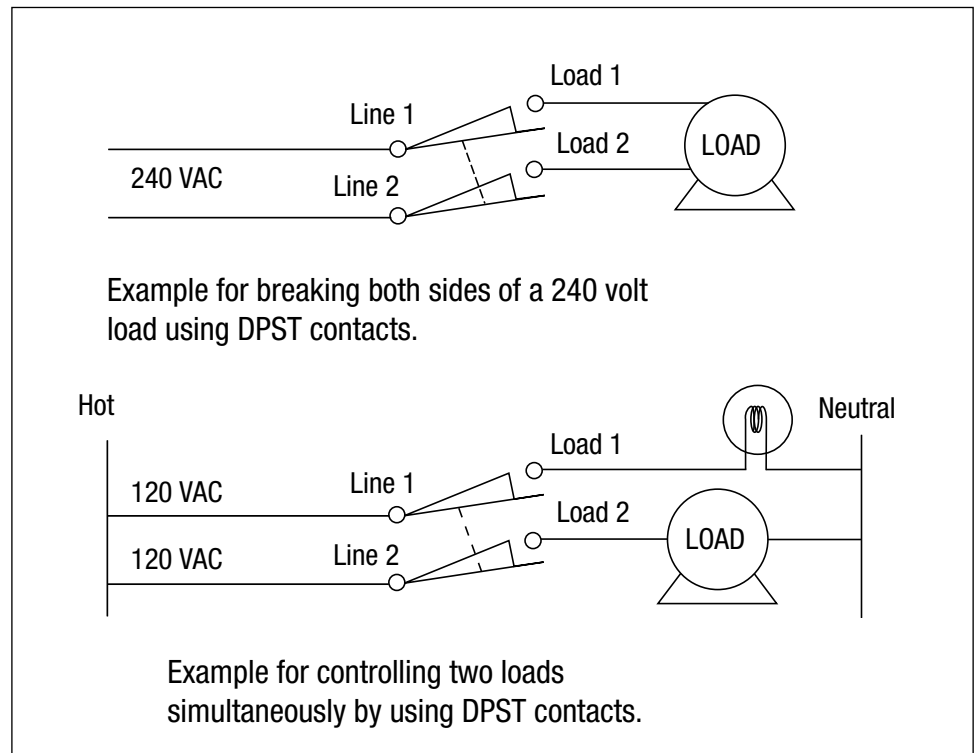 Load 1
Line 1
Load 2
LOAD
240 VAC
Line 2
Example for breaking both sides of a 240 volt
load using DPST contacts.
Hot
Neutral
Load 1
120 VAC
Line 1
Load 2
LOAD
120 VAC
Line 2
Example for controlling two loads
simultaneously by using DPST contacts.